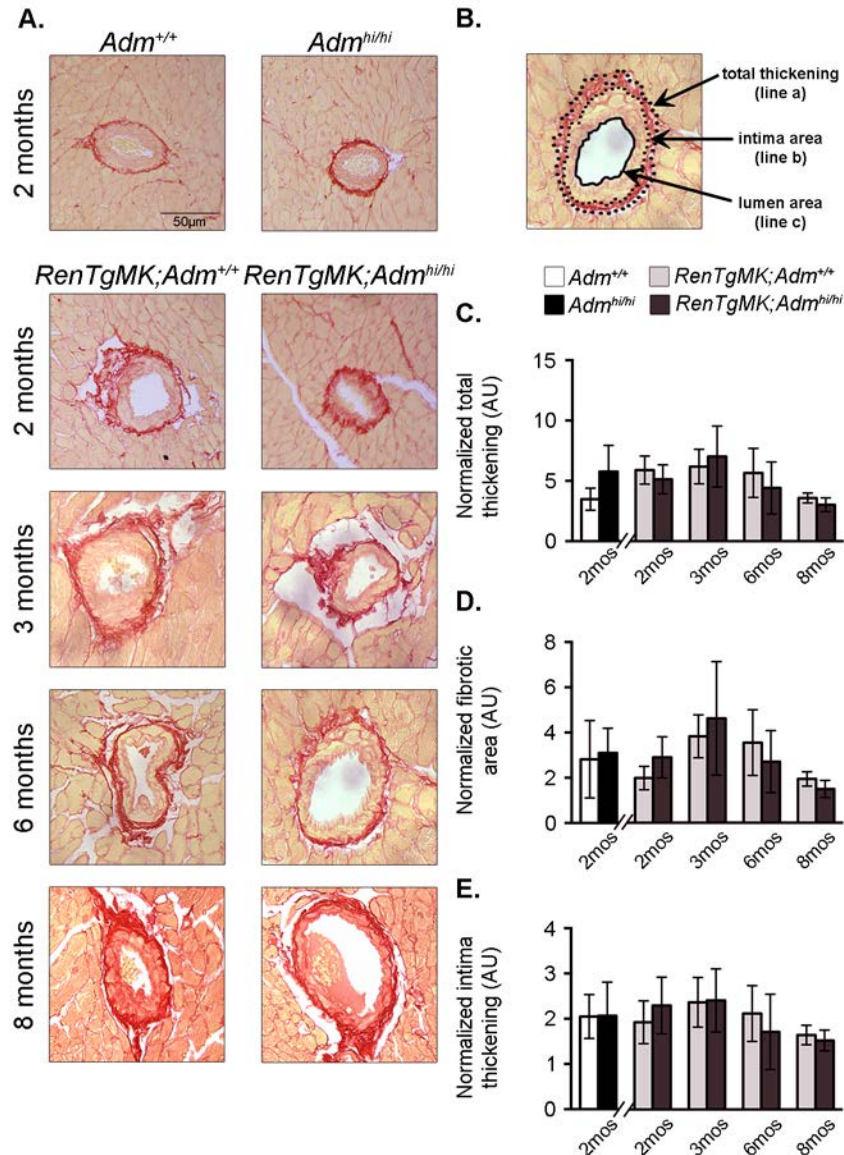 A.
Adm+/+
Admhi/hi
2 months
50µm
RenTgMK;Adm+/+ RenTgMK;Admhi/hi
2 months
3 months
6 months
8 months
B.
total thickening
(line a)
intima area
(line b)
lumen area
(line c)
Adm+/+ RenTgMK;Adm+/+
Admhi/hi RenTgMK;Admhi/hi
C.
Normalized total
thickening (AU)
15
10
5
0
2mos 2mos 3mos 6mos 8mos
D.
Normalized fibrotic
area (AU)
8
6
4
2
0
2mos 2mos 3mos 6mos 8mos
E.
Normalized intima
thickening (AU)
4
3
2
1
0
2mos 2mos 3mos 6mos 8mos